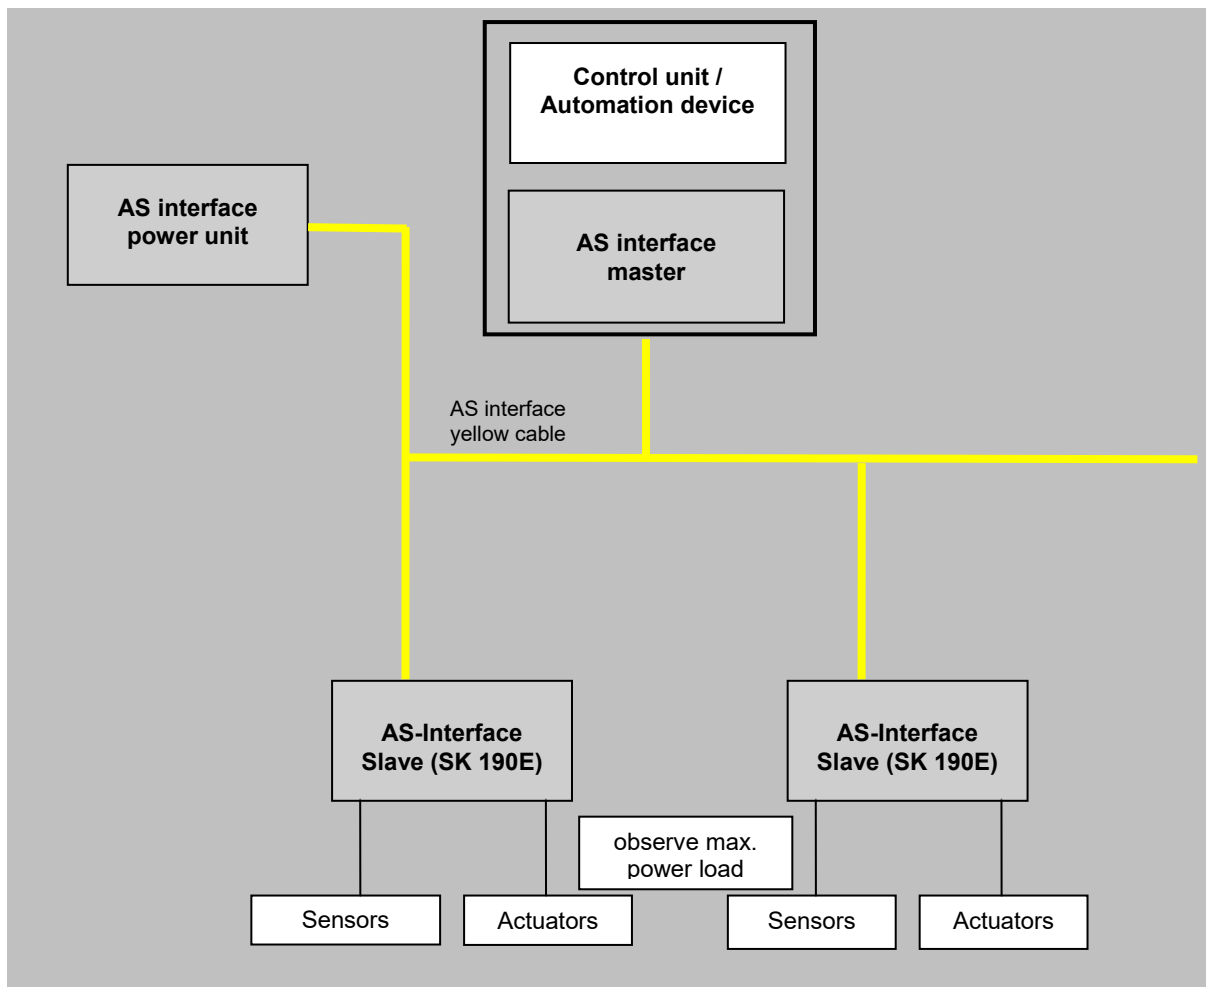 Control unit /
Automation device
AS interface
power unit
AS interface
master
AS interface
yellow cable
AS-Interface
Slave (SK 190E)
AS-Interface
Slave (SK 190E)
observe max.
power load
Sensors
Actuators
Sensors
Actuators